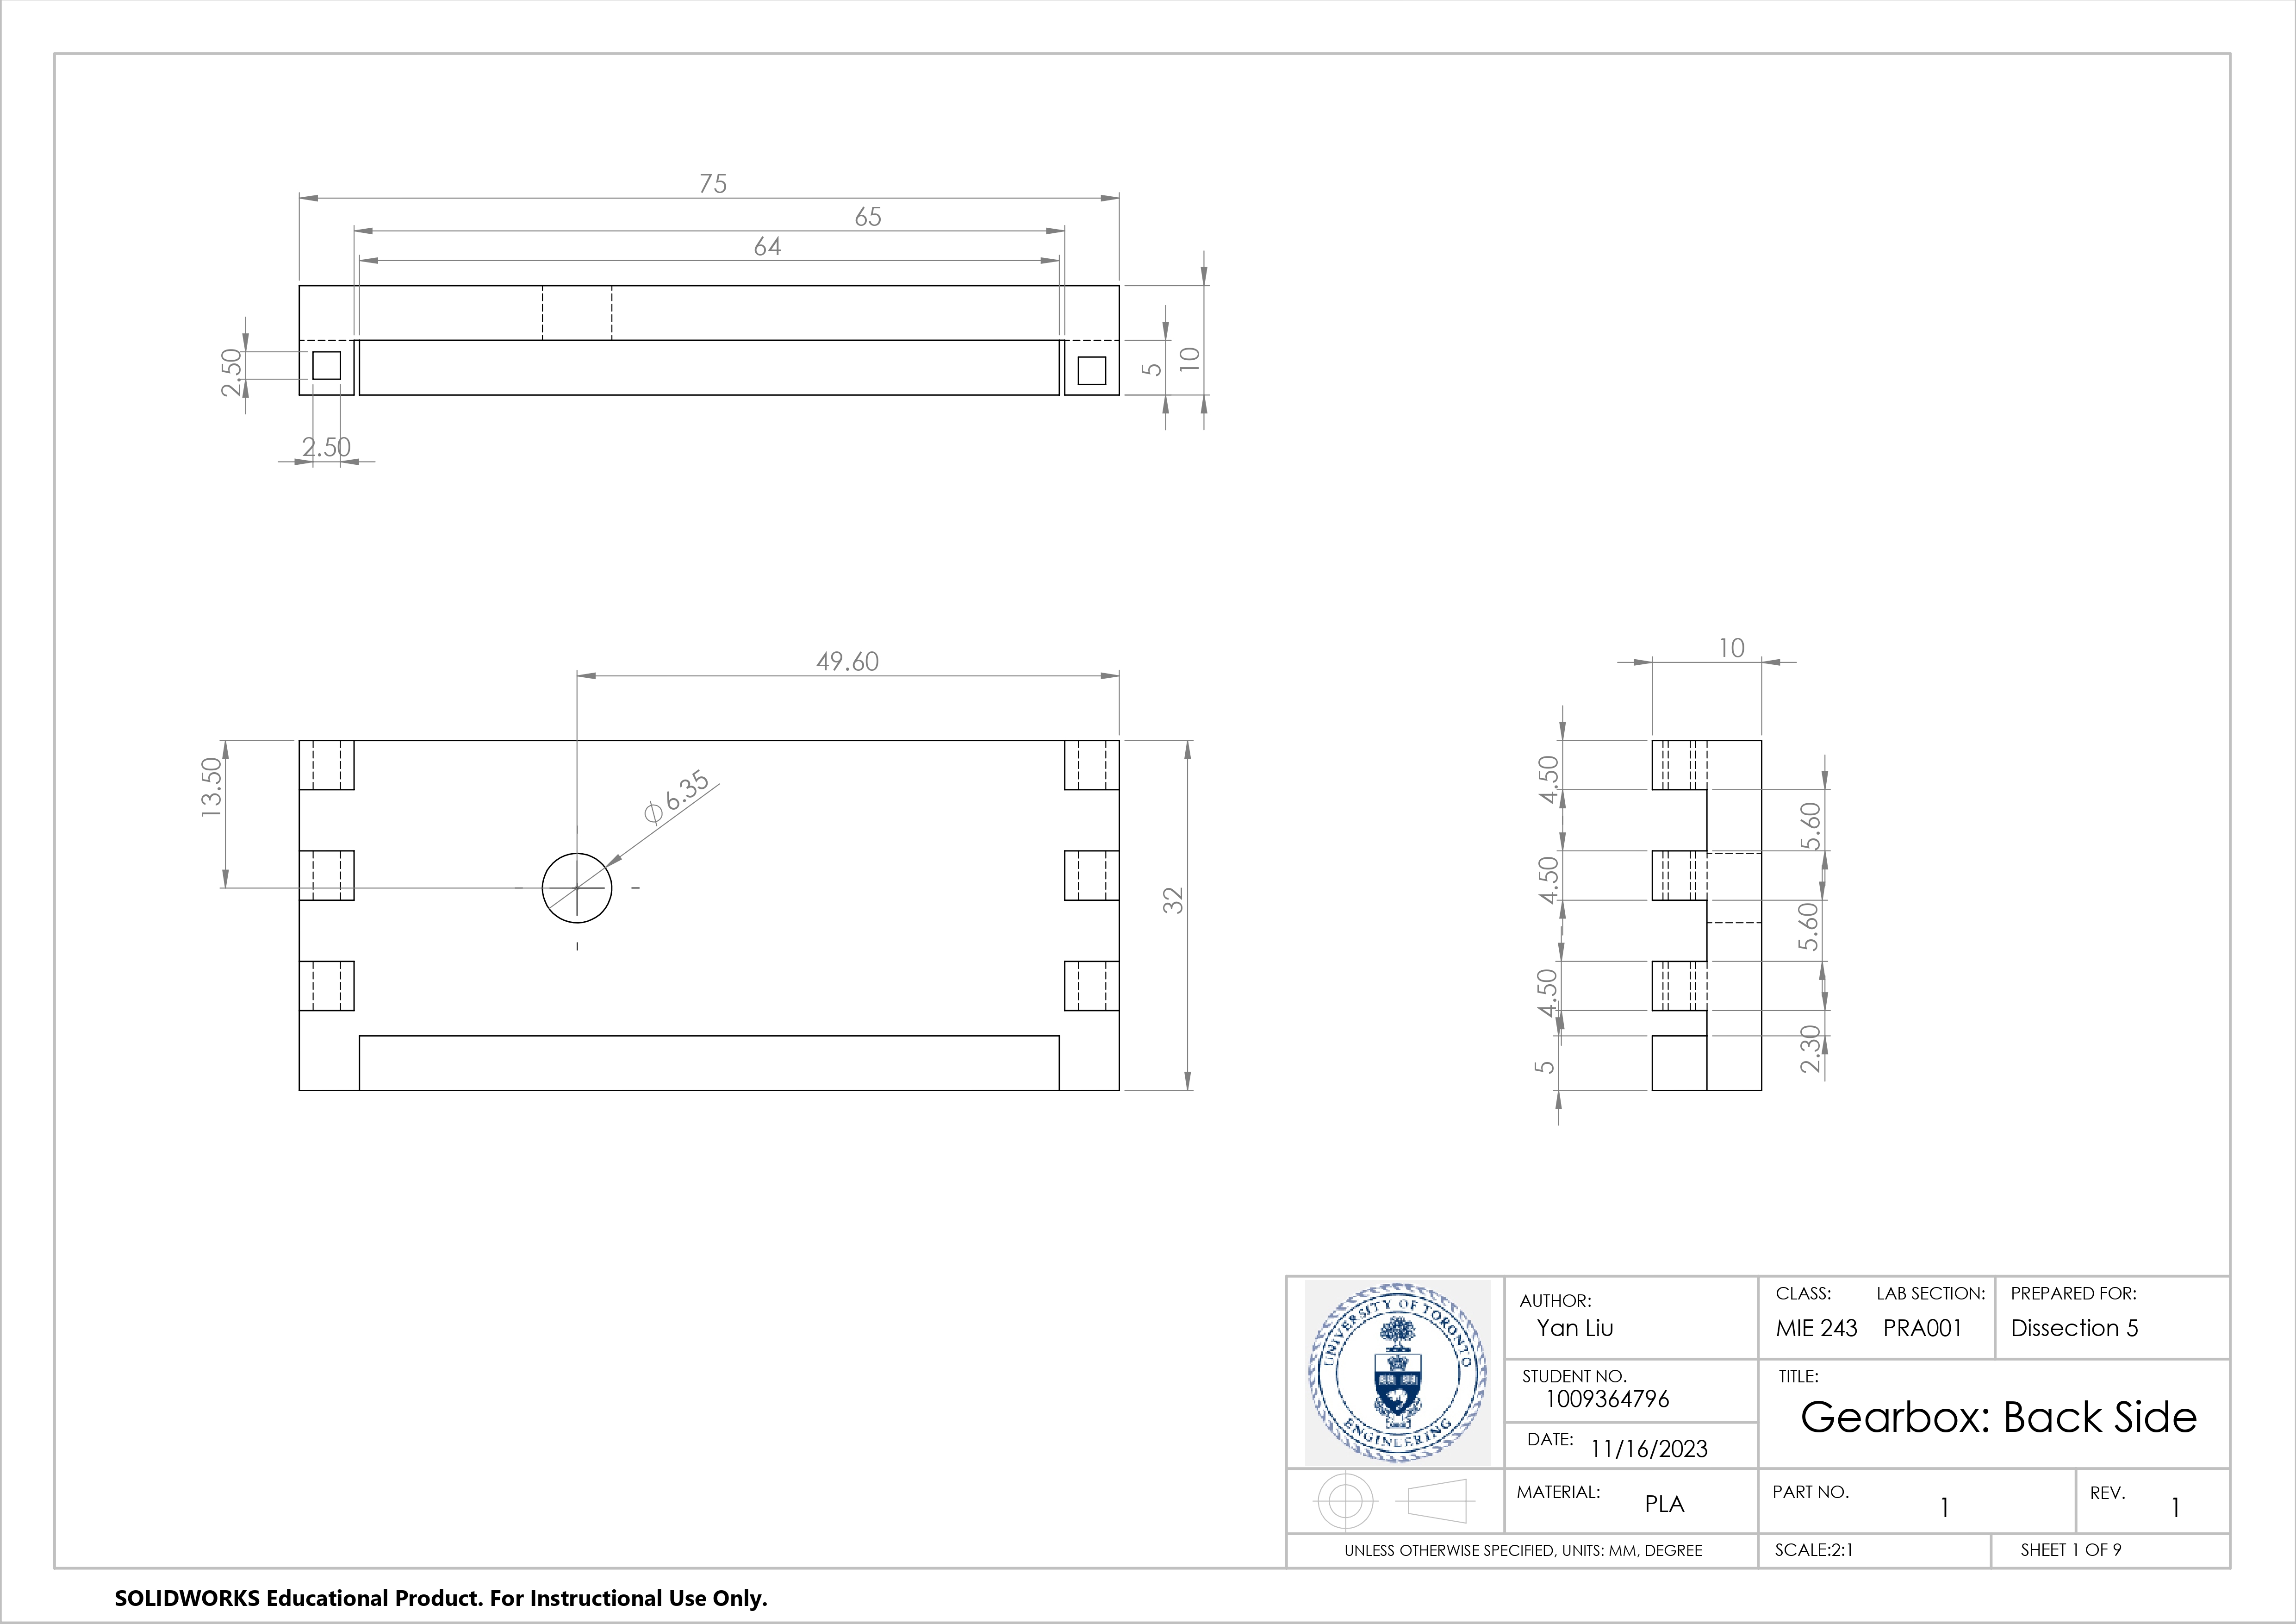 75
65
64
2.50
2.50
5
10
49.60
13.50
Ø 6.35
32
10
4.50
5.60
4.50
5.60
4.50
2.30
5
UNIVERSITY OF TORONTO
ENGINEERING
AUTHOR:
Yan Liu
CLASS: LAB SECTION:
MIE 243 PRA001
PREPARED FOR:
Dissection 5
STUDENT NO.
1009364796
TITLE:
Gearbox: Back Side
DATE: 11/16/2023
MATERIAL: PLA
PART NO. 1
REV. 1
UNLESS OTHERWISE SPECIFIED, UNITS: MM, DEGREE
SCALE:2:1
SHEET 1 OF 9
SOLIDWORKS Educational Product. For Instructional Use Only.